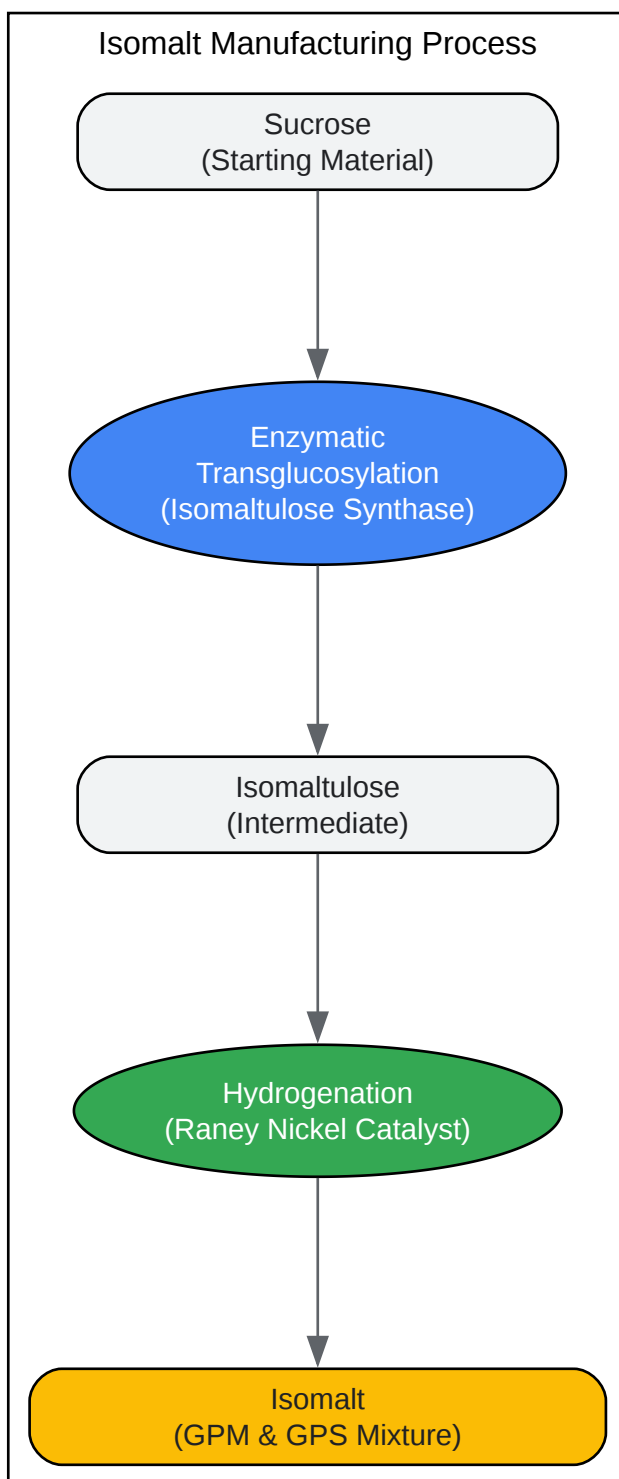 Isomalt Manufacturing Process
Sucrose
(Starting Material)
Enzymatic
Transglucosylation
(Isomaltulose Synthase)
Isomaltulose
(Intermediate)
Hydrogenation
(Raney Nickel Catalyst)
Isomalt
(GPM & GPS Mixture)